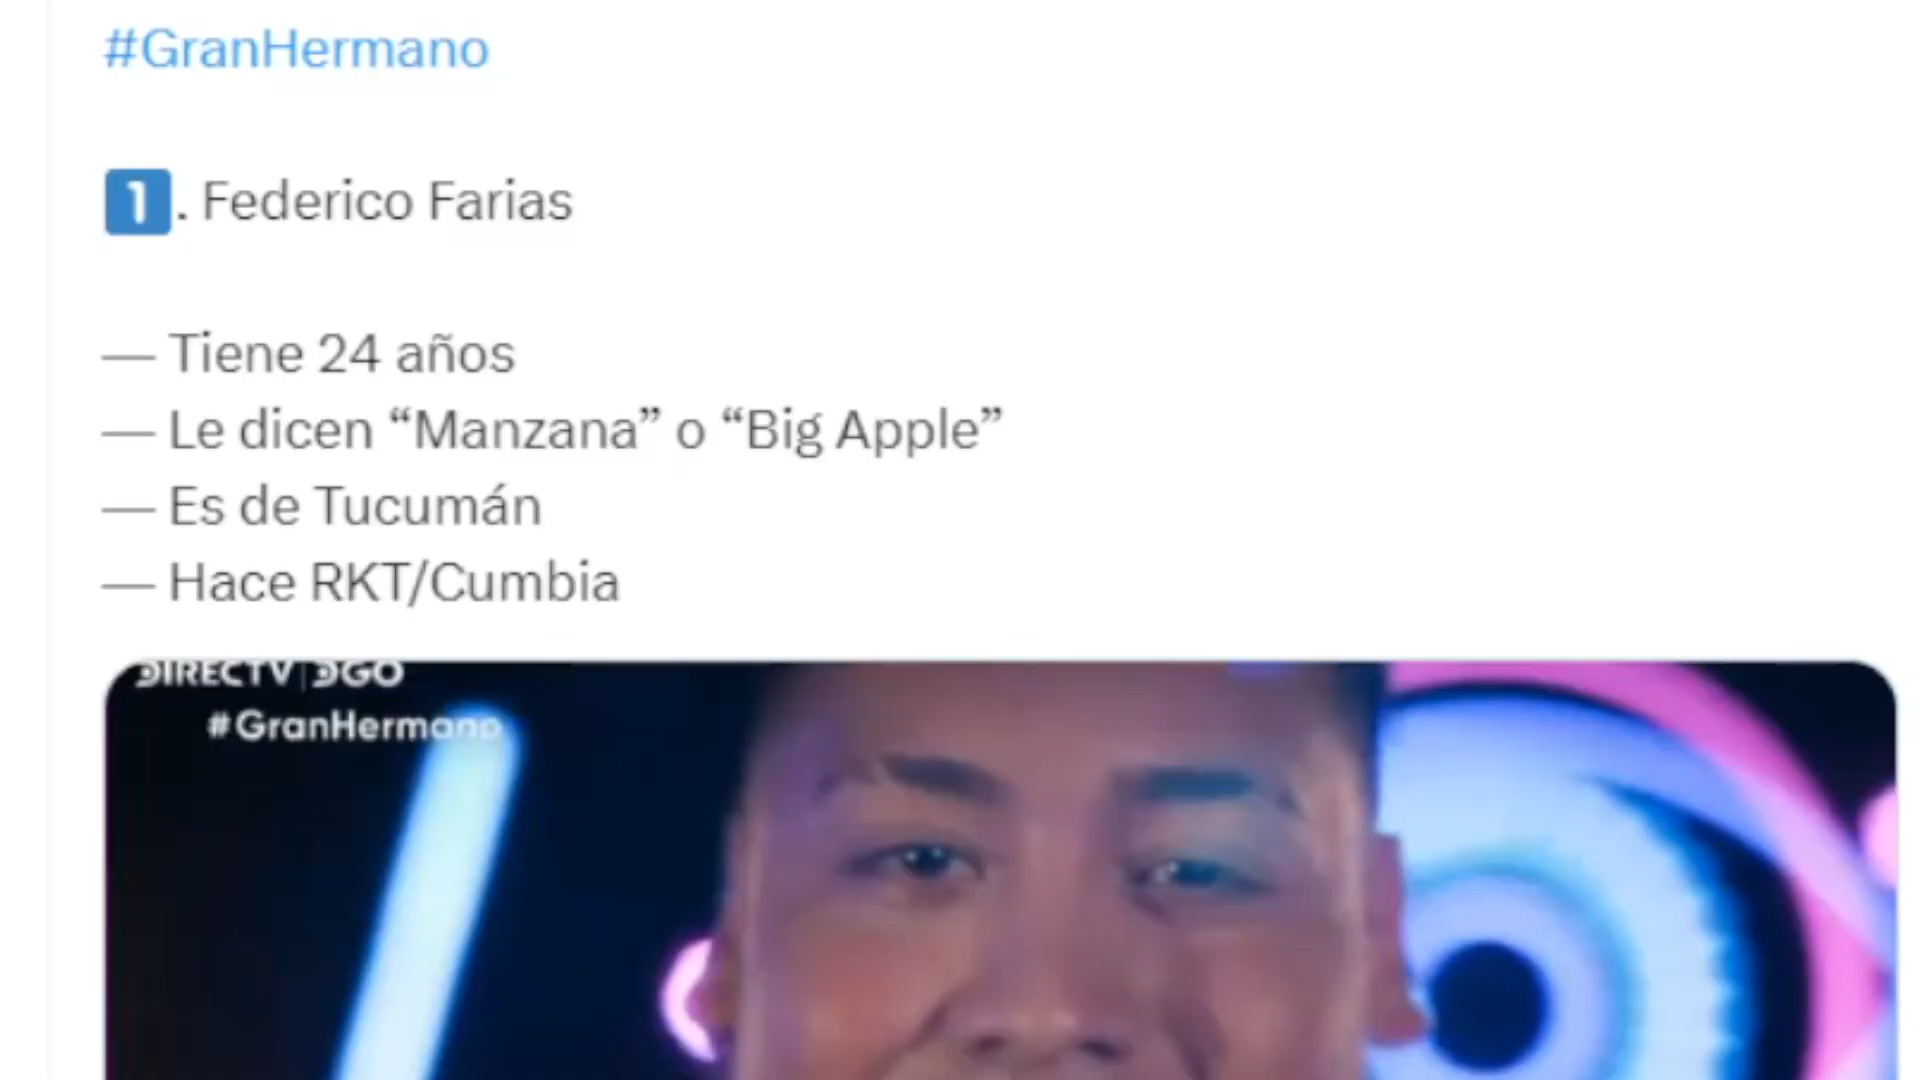 #GranHermano
1. Federico Farias
— Tiene 24 años
— Le dicen “Manzana” o “Big Apple”
— Es de Tucumán
— Hace RKT/Cumbia
DIRECTV | DGO
#GranHermano